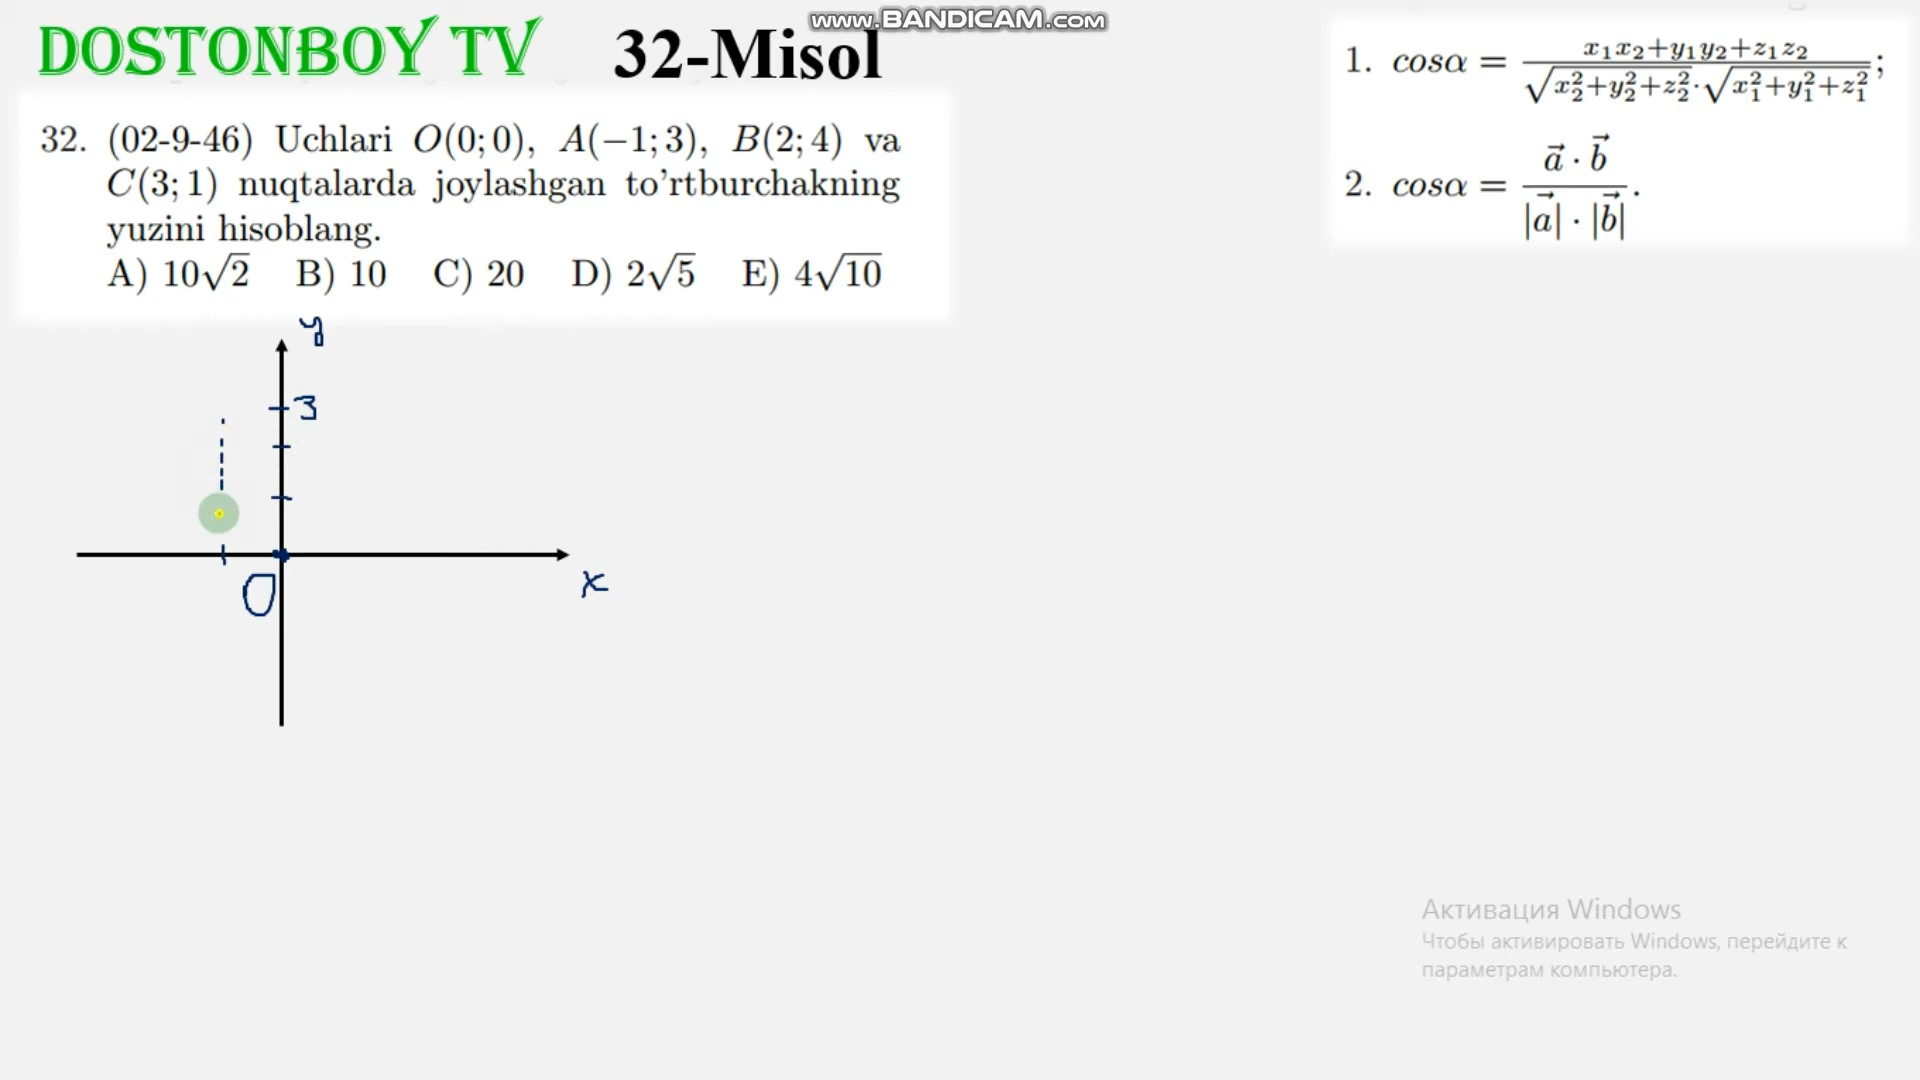 www.BANDICAM.com
DOSTONBOY TV
32-Misol
32. (02-9-46) Uchlari O(0; 0), A(−1; 3), B(2; 4) va
C(3; 1) nuqtalarda joylashgan to’rtburchakning
yuzini hisoblang.
A) 10√2 B) 10 C) 20 D) 2√5 E) 4√10
1. cosα = (x₁x₂+y₁y₂+z₁z₂)/(√(x₂²+y₂²+z₂²)·√(x₁²+y₁²+z₁²));
2. cosα = (a⃗ · b⃗)/(|a⃗| · |b⃗|).
y
3
O
x
Активация Windows
Чтобы активировать Windows, перейдите к
параметрам компьютера.